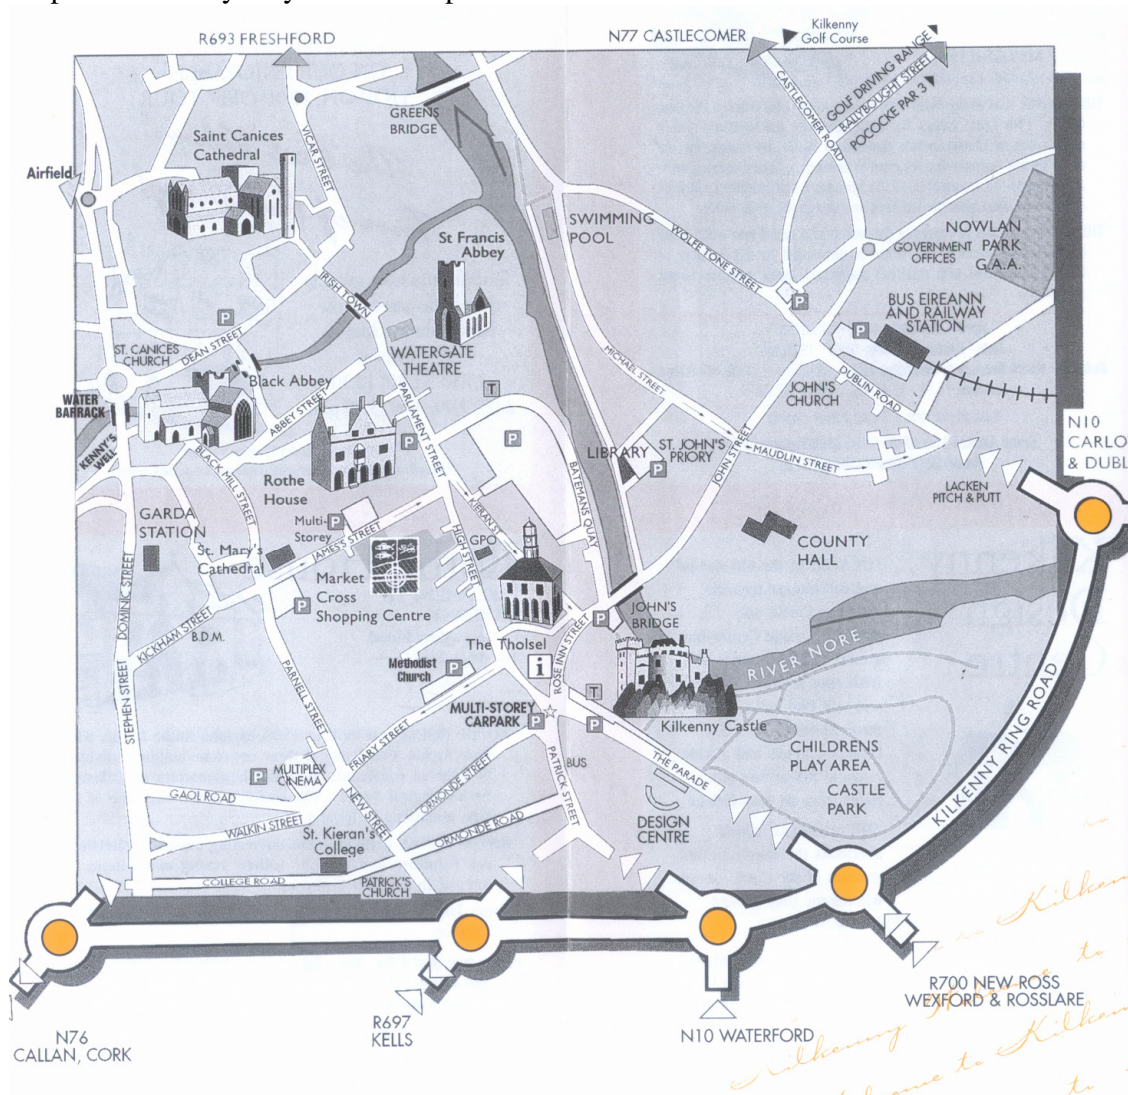 R693 FRESHFORD
N77 CASTLECOMER
Kilkenny
Golf Course
GOLF DRIVING RANGE
BALLYBOUGHT STREET
POCOCKE PAR 3
CASTLECOMER ROAD
GREENS
BRIDGE
VICAR STREET
Saint Canices
Cathedral
Airfield
SWIMMING
POOL
WOLFE TONE STREET
NOWLAN
PARK
G.A.A.
GOVERNMENT
OFFICES
St Francis
Abbey
IRISH TOWN
BUS EIREANN
AND RAILWAY
STATION
P
P
P
DEAN STREET
ST. CANICES
CHURCH
WATERGATE
THEATRE
MICHAEL STREET
DUBLIN ROAD
JOHN'S
CHURCH
Black Abbey
WATER
BARRACK
KENNY'S
WELL
ABBEY STREET
PARLIAMENT STREET
T
P
P
BLACK MILL STREET
Rothe
House
BATEMANS QUAY
LIBRARY
ST. JOHN'S
PRIORY
P
JOHN STREET
MAUDLIN STREET
LACKEN
PITCH & PUTT
N10
CARLO
& DUBL
GARDA
STATION
Multi-
Storey
P
JAMES'S STREET
KIERAN ST
HIGH STREET
GPO
St. Mary's
Cathedral
Market
Cross
Shopping Centre
P
COUNTY
HALL
DOMINIC STREET
KICKHAM STREET
B.D.M.
The Tholsel
P
JOHN'S
BRIDGE
RIVER NORE
ROSE INN STREET
i
Methodist
Church
P
STEPHEN STREET
PARNELL STREET
MULTI-STOREY
CARPARK
P
T
P
Kilkenny Castle
CHILDRENS
PLAY AREA
CASTLE
PARK
THE PARADE
FRIARY STREET
PATRICK STREET
BUS
P
MULTIPLEX
CINEMA
GAOL ROAD
WALKIN STREET
NEW STREET
ORMONDE STREET
ORMONDE ROAD
DESIGN
CENTRE
St. Kieran's
College
COLLEGE ROAD
PATRICK'S
CHURCH
KILKENNY RING ROAD
N76
CALLAN, CORK
R697
KELLS
N10 WATERFORD
R700 NEW ROSS
WEXFORD & ROSSLARE